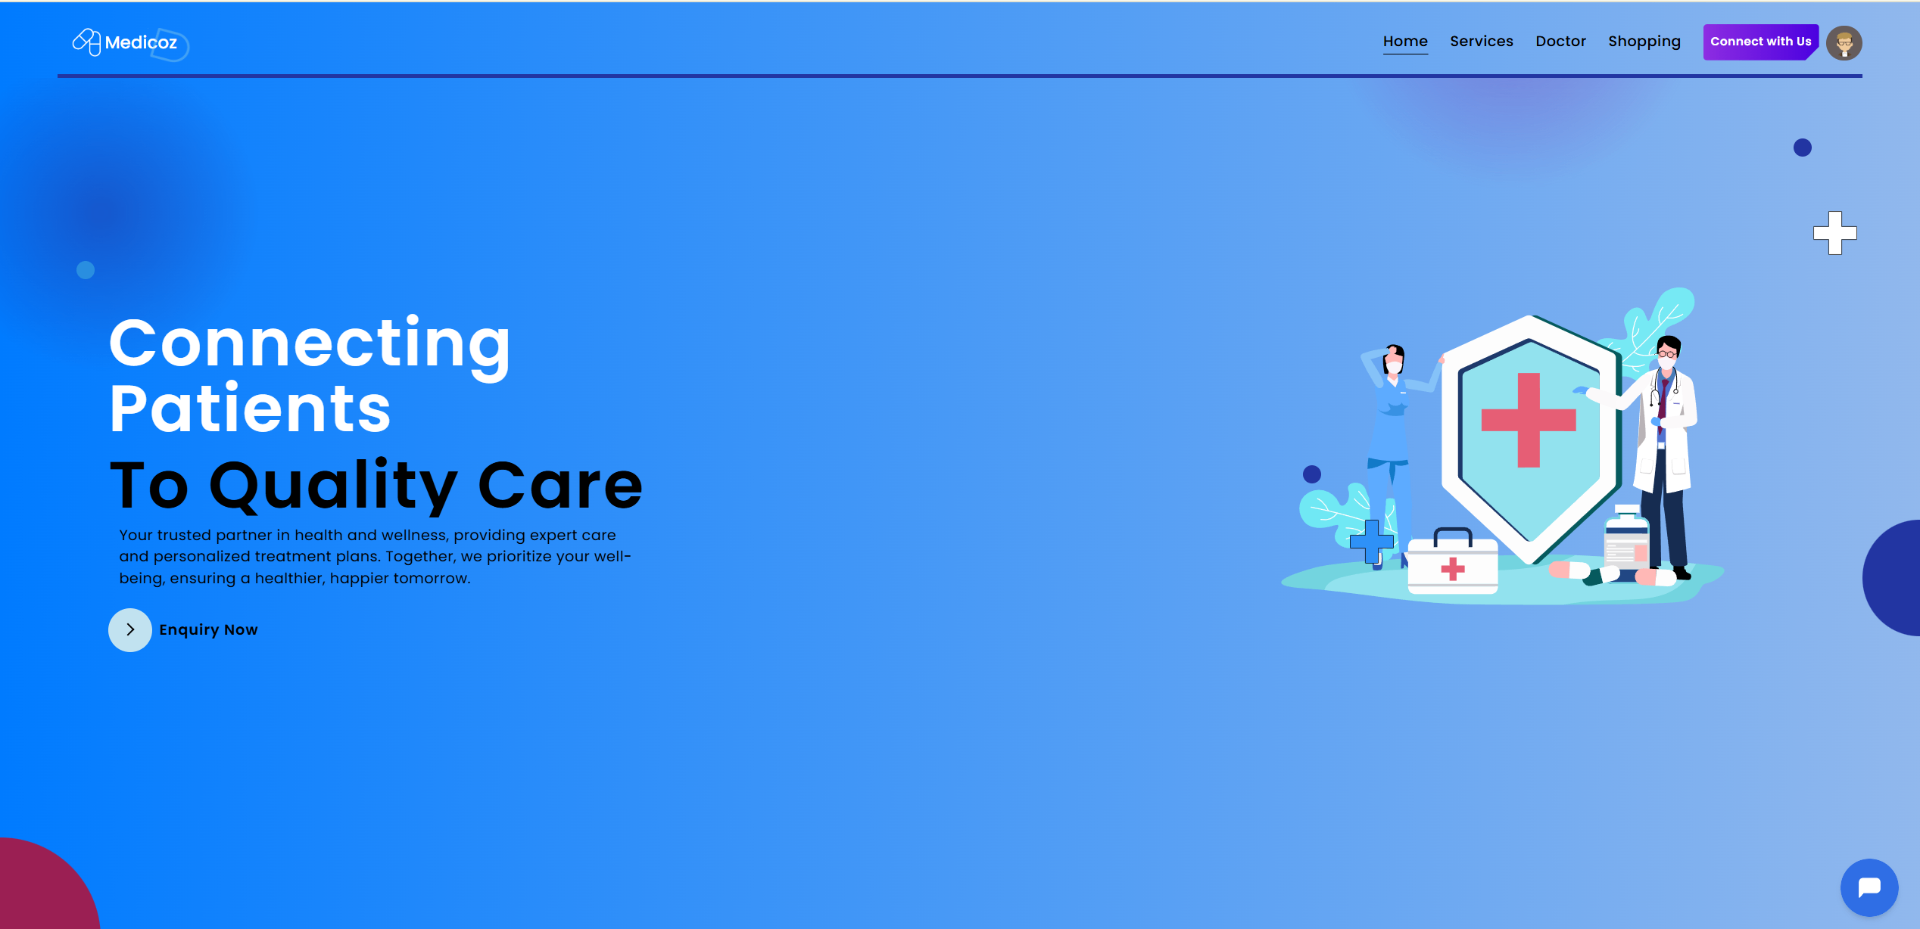 Medicoz
Home Services Doctor Shopping Connect with Us
Connecting
Patients
To Quality Care
Your trusted partner in health and wellness, providing expert care
and personalized treatment plans. Together, we prioritize your well-
being, ensuring a healthier, happier tomorrow.
Enquiry Now